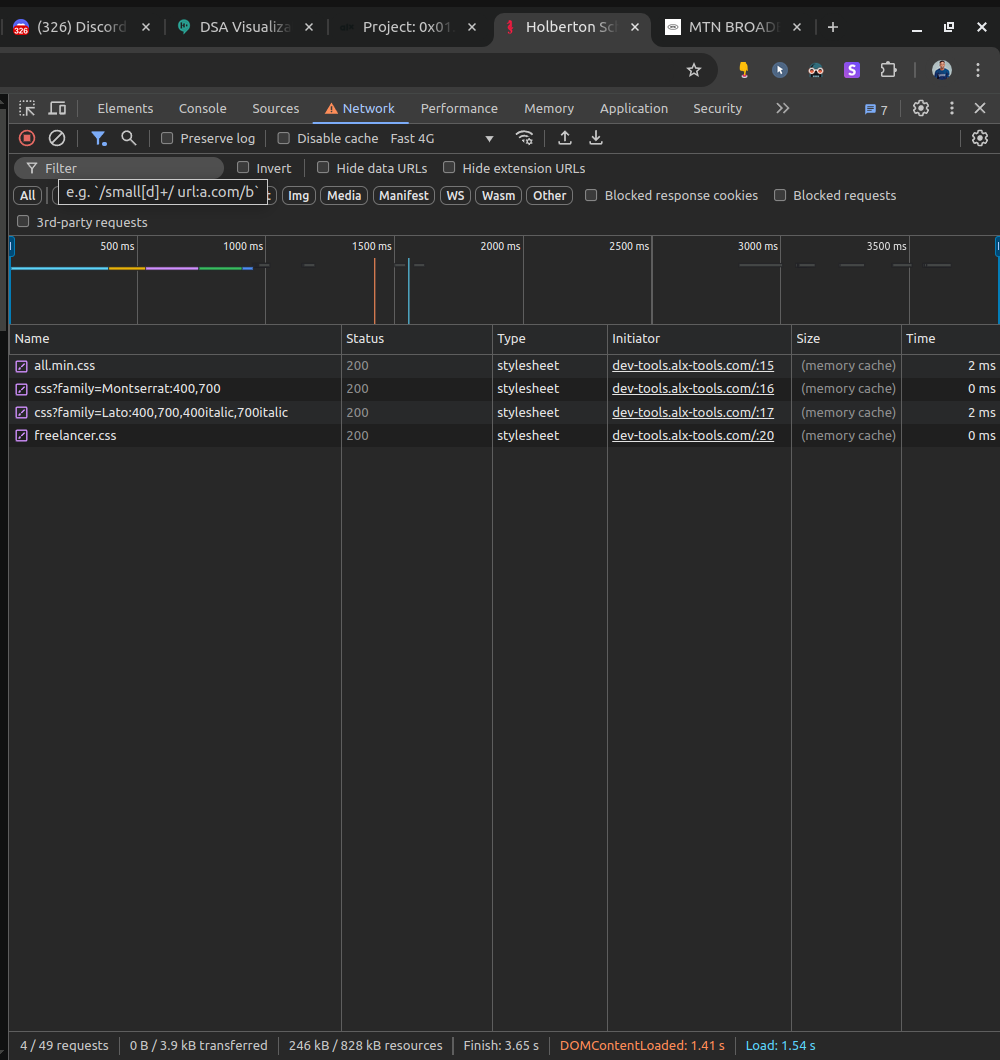 (326) Discord
DSA Visualiza
Project: 0x01.
Holberton Sc
MTN BROAD
Elements Console Sources Network Performance Memory Application Security 7
Preserve log Disable cache Fast 4G
Filter Invert Hide data URLs Hide extension URLs
All e.g. `/small[d]+/ url:a.com/b` Img Media Manifest WS Wasm Other Blocked response cookies Blocked requests
3rd-party requests
500 ms 1000 ms 1500 ms 2000 ms 2500 ms 3000 ms 3500 ms
Name Status Type Initiator Size Time
all.min.css 200 stylesheet dev-tools.alx-tools.com/:15 (memory cache) 2 ms
css?family=Montserrat:400,700 200 stylesheet dev-tools.alx-tools.com/:16 (memory cache) 0 ms
css?family=Lato:400,700,400italic,700italic 200 stylesheet dev-tools.alx-tools.com/:17 (memory cache) 2 ms
freelancer.css 200 stylesheet dev-tools.alx-tools.com/:20 (memory cache) 0 ms
4 / 49 requests 0 B / 3.9 kB transferred 246 kB / 828 kB resources Finish: 3.65 s DOMContentLoaded: 1.41 s Load: 1.54 s